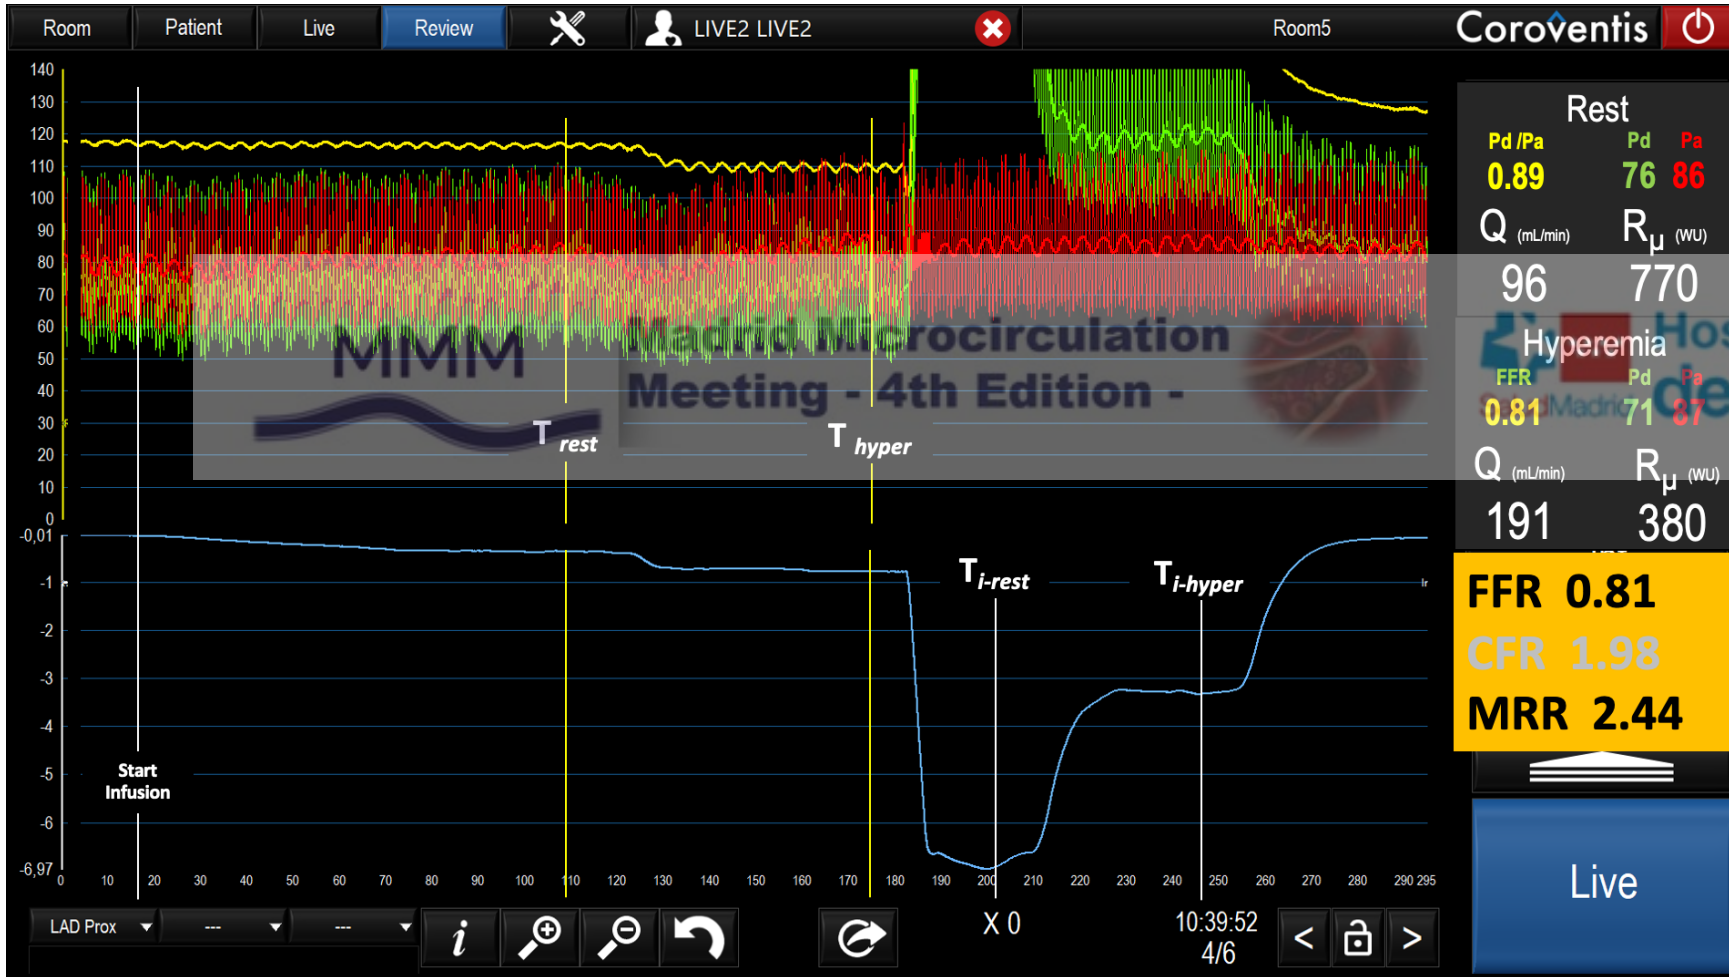 Room Patient Live Review LIVE2 LIVE2 Room5 Coroventis
140
130
120
110
100
90
80
70
60
50
40
30
20
10
0
Rest
Pd /Pa Pd Pa
0.89 76 86
Q (mL/min) Rμ (WU)
96 770
Hyperemia
FFR Pd Pa
0.81 71 87
Q (mL/min) Rμ (WU)
191 380
MMM
Madrid Microcirculation
Meeting - 4th Edition -
Hos
SaludMadrid de
T rest T hyper
-0,01
-1
-2
-3
-4
-5
-6
-6,97
Ti-rest Ti-hyper
Ir
Start
Infusion
FFR 0.81
CFR 1.98
MRR 2.44
0 10 20 30 40 50 60 70 80 90 100 110 120 130 140 150 160 170 180 190 200 210 220 230 240 250 260 270 280 290 295
Live
LAD Prox --- --- i X 0 10:39:52 < >
4/6